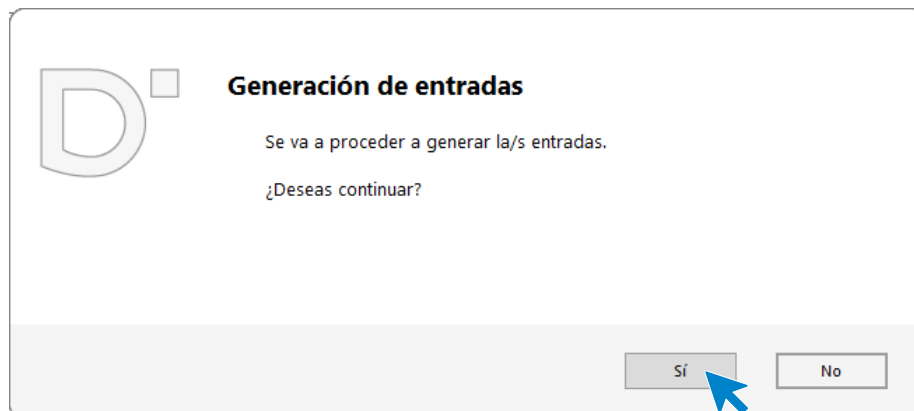 Generación de entradas
Se va a proceder a generar la/s entradas.
¿Deseas continuar?
Sí
No